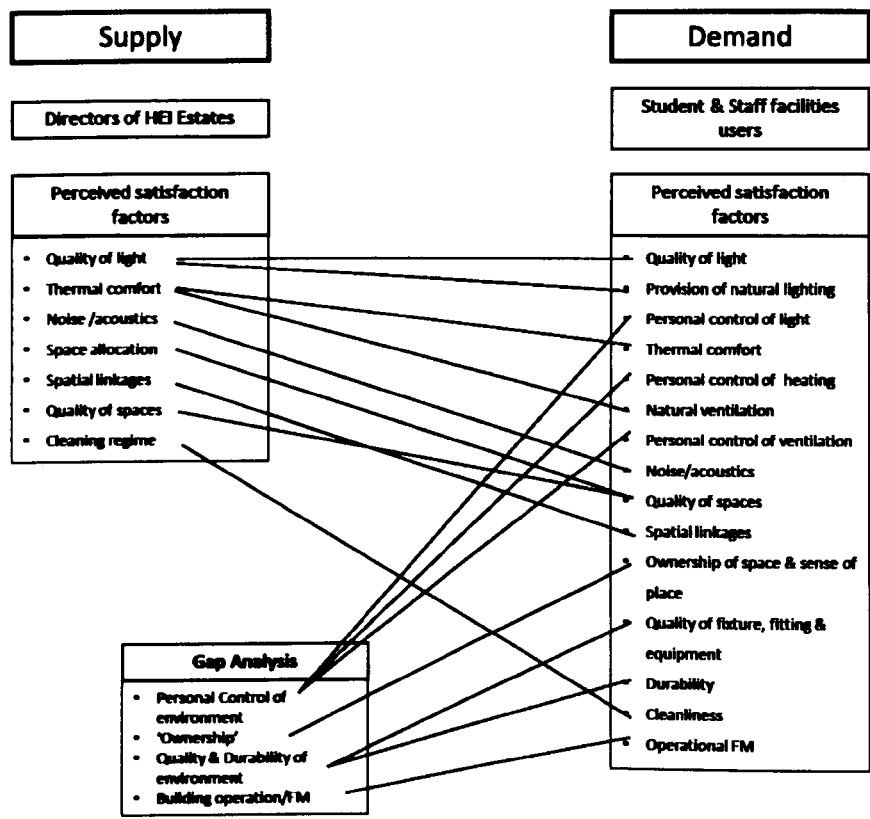 Supply
Directors of HEI Estates
Perceived satisfaction
factors
• Quality of light
• Thermal comfort
• Noise /acoustics
• Space allocation
• Spatial linkages
• Quality of spaces
• Cleaning regime
Gap Analysis
• Personal Control of
environment
• 'Ownership'
• Quality & Durability of
environment
• Building operation/FM
Demand
Student & Staff facilities
users
Perceived satisfaction
factors
• Quality of light
• Provision of natural lighting
• Personal control of light
• Thermal comfort
• Personal control of heating
• Natural ventilation
• Personal control of ventilation
• Noise/acoustics
• Quality of spaces
• Spatial linkages
• Ownership of space & sense of
place
• Quality of fixture, fitting &
equipment
• Durability
• Cleanliness
• Operational FM